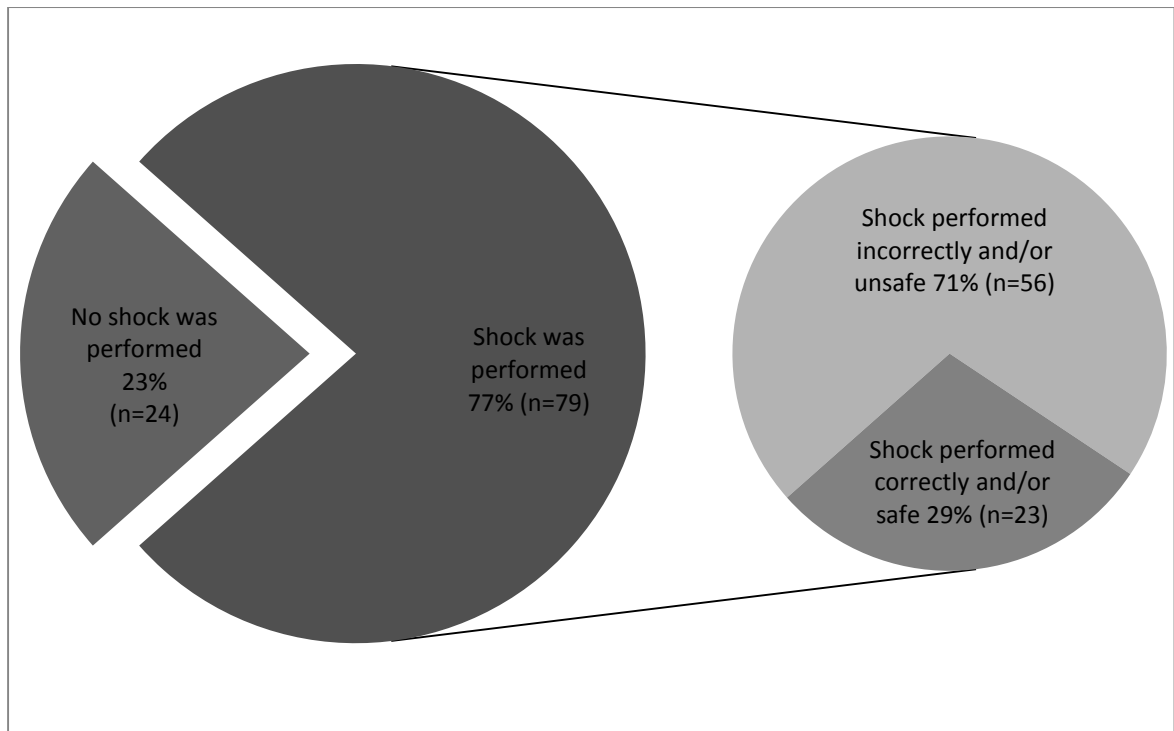 No shock was
performed
23%
(n=24)
Shock was
performed
77% (n=79)
Shock performed
incorrectly and/or
unsafe 71% (n=56)
Shock performed
correctly and/or
safe 29% (n=23)